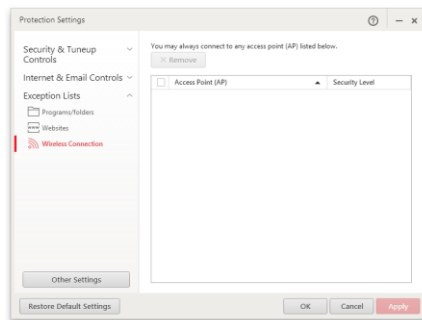 Protection Settings
Security & Tuneup
Controls
Internet & Email Controls
Exception Lists
Programs/folders
Websites
Wireless Connection
Other Settings
You may always connect to any access point (AP) listed below.
Remove
Access Point (AP)
Security Level
Restore Default Settings
OK
Cancel
Apply